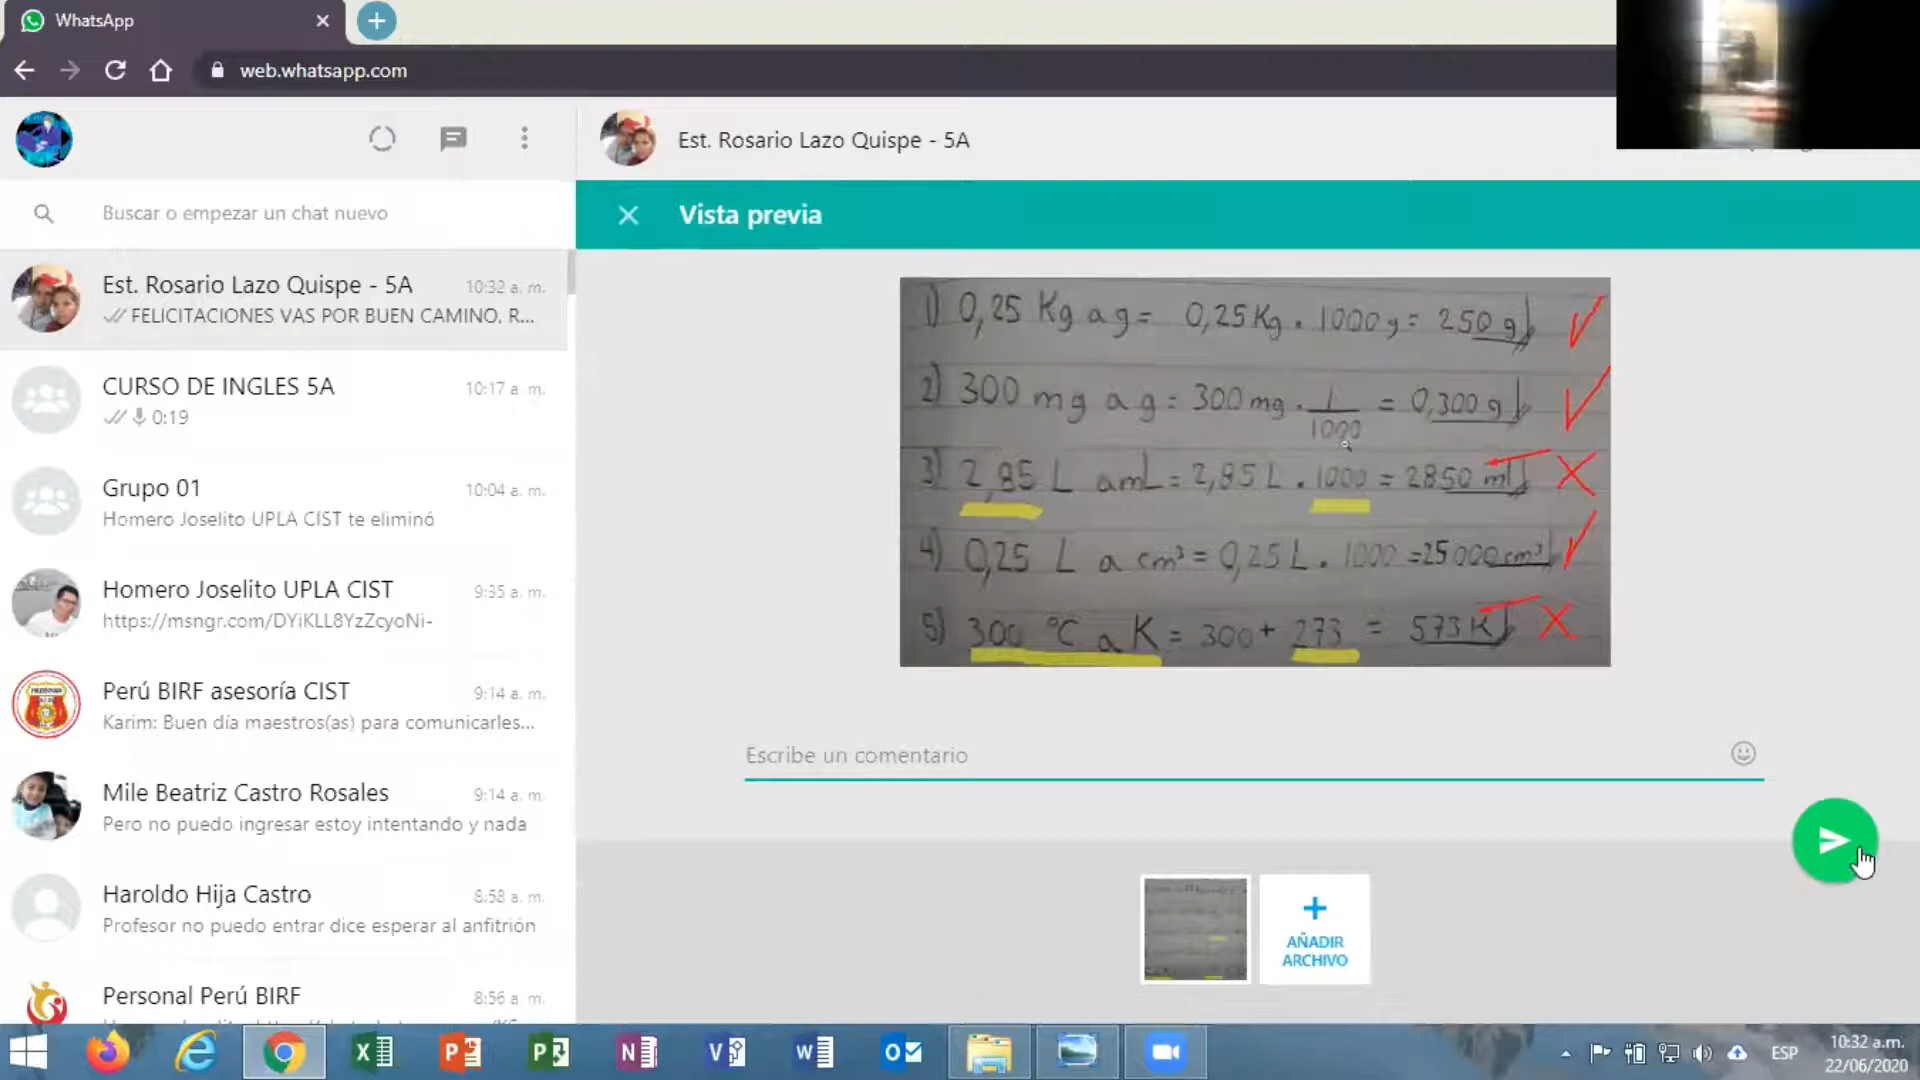 WhatsApp
web.whatsapp.com
Est. Rosario Lazo Quispe - 5A
Buscar o empezar un chat nuevo
Vista previa
Est. Rosario Lazo Quispe - 5A 10:32 a. m.
FELICITACIONES VAS POR BUEN CAMINO, R...
CURSO DE INGLES 5A 10:17 a. m.
0:19
Grupo 01 10:04 a. m.
Homero Joselito UPLA CIST te eliminó
Homero Joselito UPLA CIST 9:35 a. m.
https://msngr.com/DYiKLL8YzZcyoNi-
Perú BIRF asesoría CIST 9:14 a. m.
Karim: Buen día maestros(as) para comunicarles...
Mile Beatriz Castro Rosales 9:14 a. m.
Pero no puedo ingresar estoy intentando y nada
Haroldo Hija Castro 8:58 a. m.
Profesor no puedo entrar dice esperar al anfitrión
Personal Perú BIRF 8:56 a. m.
1) 0,25 Kg a g = 0,25Kg . 1000g = 250 g
2) 300 mg a g = 300 mg . 1/1000 = 0,300 g
3) 2,85 L a mL = 2,85 L . 1000 = 2850 ml
4) 0,25 L a cm³ = 0,25 L . 1000 = 25000 cm³
5) 300 °C a K = 300 + 273 = 573 K
Escribe un comentario
AÑADIR
ARCHIVO
ESP
10:32 a.m.
22/06/2020